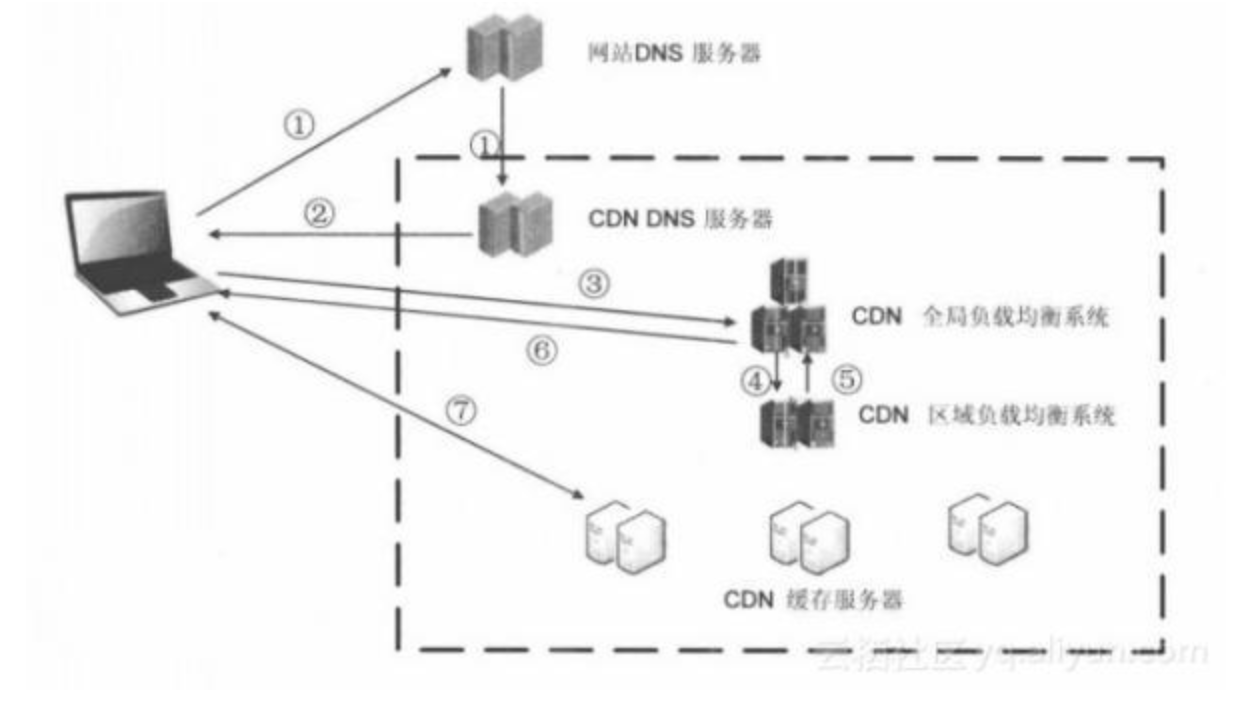 网站DNS 服务器
①
①
②
CDN DNS 服务器
③
CDN 全局负载均衡系统
⑥
④
⑤
CDN 区域负载均衡系统
⑦
CDN 缓存服务器
云栖社区 yq.aliyun.com